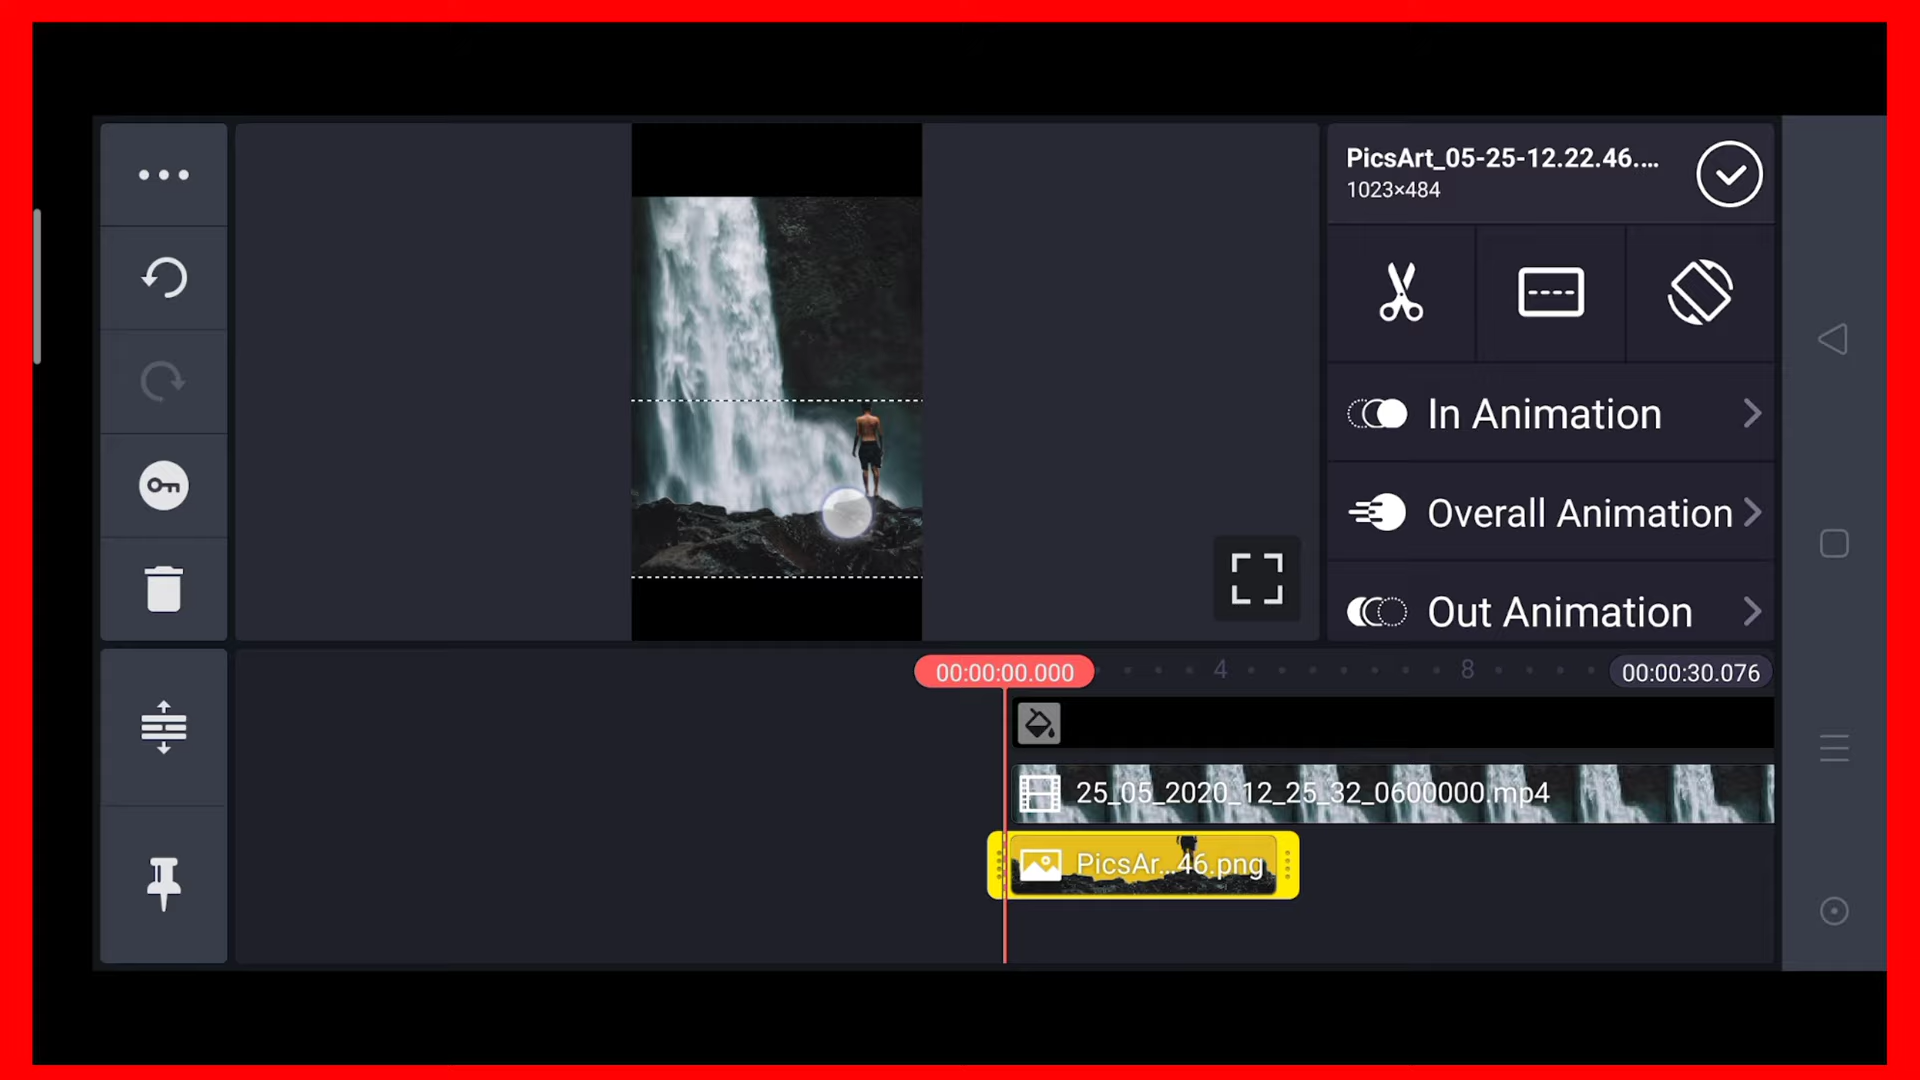 PicsArt_05-25-12.22.46....
1023×484
In Animation
Overall Animation
Out Animation
00:00:00.000
4
8
00:00:30.076
25_05_2020_12_25_32_0600000.mp4
PicsAr...46.png